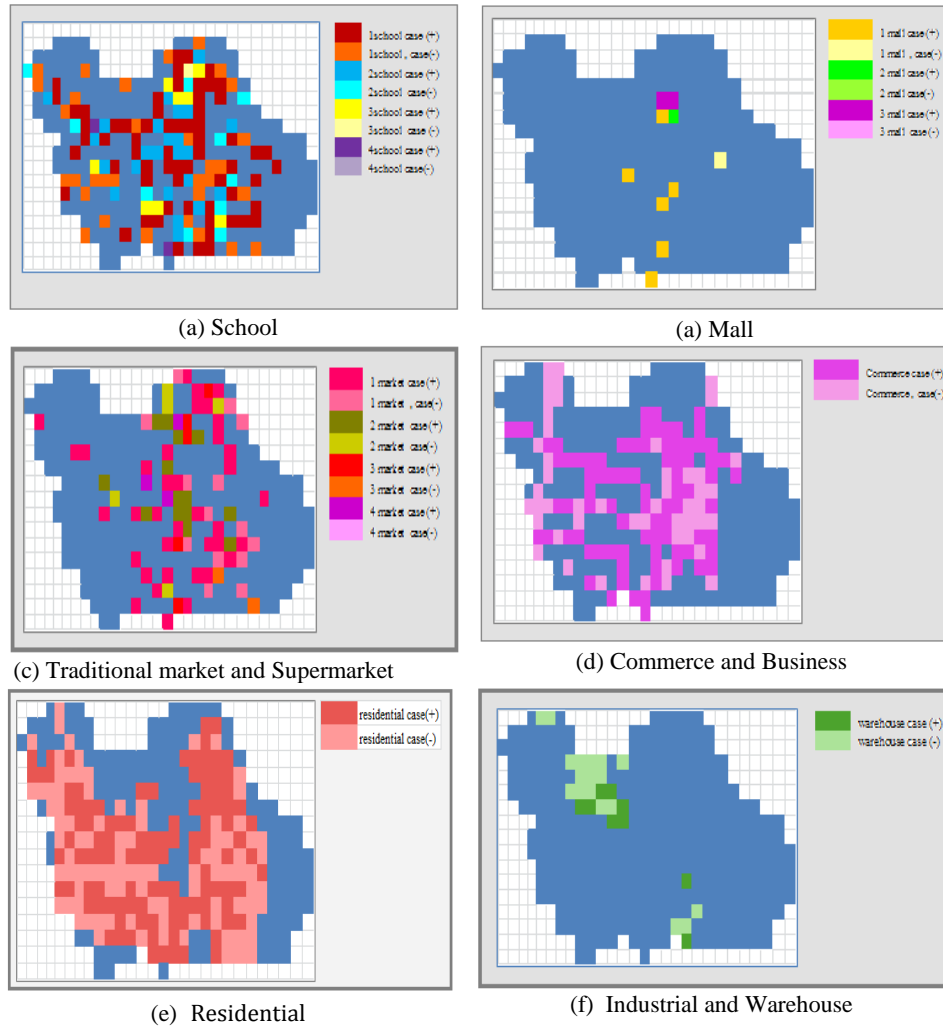 1school case (+)
1school , case(-)
2school case (+)
2school case(-)
3school case (+)
3school case (-)
4school case (+)
4school case(-)
(a) School
1 mall case (+)
1 mall , case(-)
2 mall case (+)
2 mall case(-)
3 mall case (+)
3 mall case(-)
(a) Mall
1 market case(+)
1 market , case(-)
2 market case(+)
2 market case(-)
3 market case(+)
3 market case(-)
4 market case(+)
4 market case(-)
(c) Traditional market and Supermarket
Commerce case (+)
Commerce , case(-)
(d) Commerce and Business
residential case(+)
residential case(-)
(e) Residential
warehouse case (+)
warehouse case (-)
(f) Industrial and Warehouse